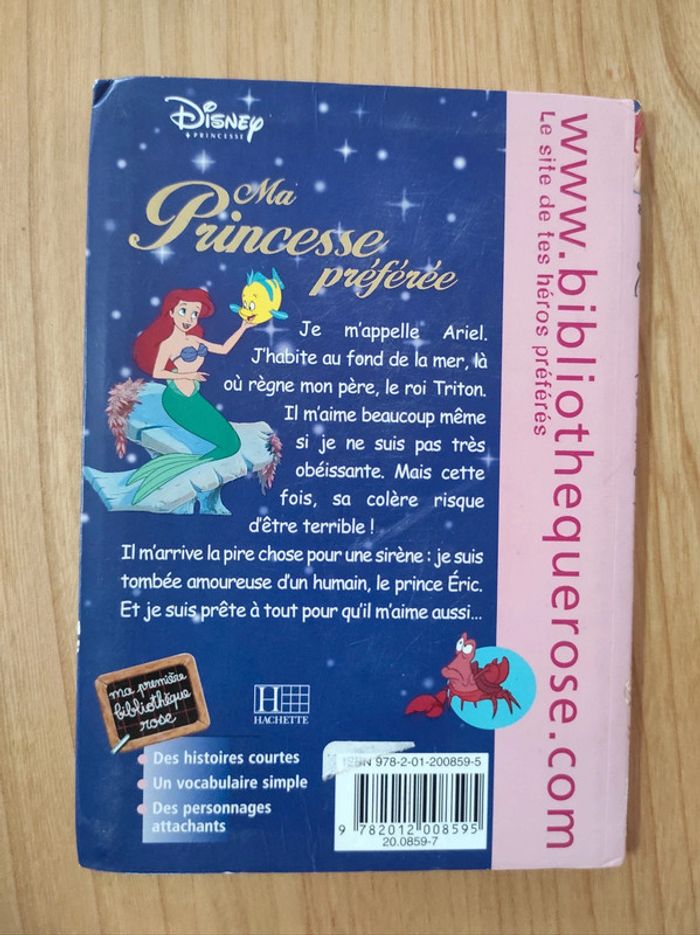 Disney
PRINCESSE
Ma
Princesse
préférée
Je m'appelle Ariel.
J'habite au fond de la mer, là
où règne mon père, le roi Triton.
Il m'aime beaucoup même
si je ne suis pas très
obéissante. Mais cette
fois, sa colère risque
d'être terrible !
Il m'arrive la pire chose pour une sirène : je suis
tombée amoureuse d'un humain, le prince Éric.
Et je suis prête à tout pour qu'il m'aime aussi...
ma première
bibliothèque
rose
H
HACHETTE
Des histoires courtes
Un vocabulaire simple
Des personnages
attachants
ISBN 978-2-01-200859-5
9 782012 008595
20.0859-7
www.bibliothequerose.com
Le site de tes héros préférés